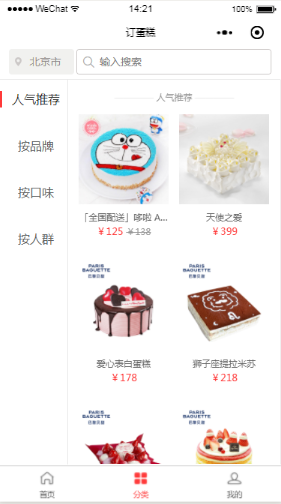 WeChat 14:21 100%
订蛋糕
北京市 输入搜索
人气推荐
按品牌
按口味
按人群
人气推荐
「全国配送」哆啦 A...
¥125 ¥138
天使之爱
¥399
PARIS BAGUETTE
巴黎贝甜
爱心表白蛋糕
¥178
PARIS BAGUETTE
巴黎贝甜
狮子座提拉米苏
¥218
PARIS BAGUETTE
巴黎贝甜
PARIS BAGUETTE
巴黎贝甜
首页 分类 我的